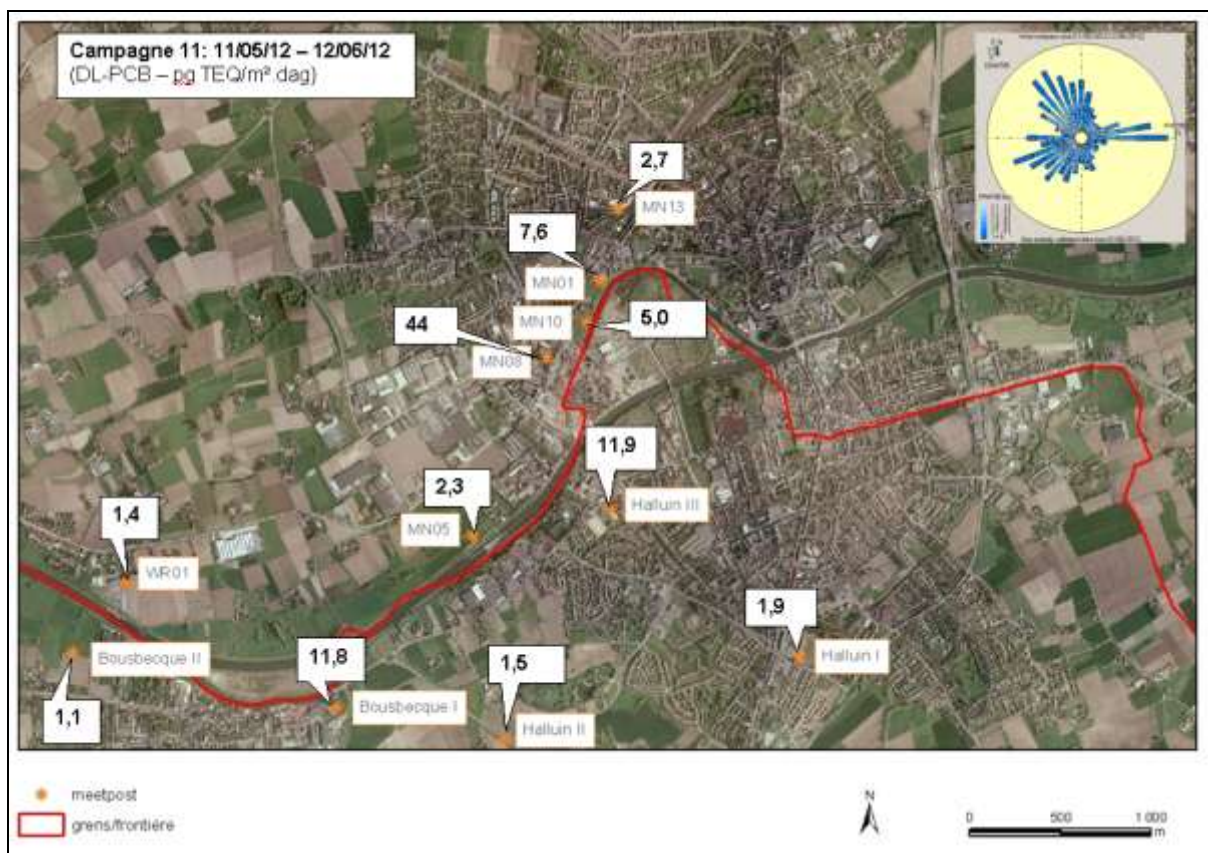 Campagne 11: 11/05/12 – 12/06/12
(DL-PCB – pg TEQ/m² dag)
2,7
MN13
7,6
MN01
MN10
5,0
44
MN08
11,9
Halluin III
2,3
MN05
1,4
WR01
1,9
Halluin I
Bousbecque II
11,8
1,5
Bousbecque I
1,1
Halluin II
meetpost
grens/frontière
N
0 500 1 000
m